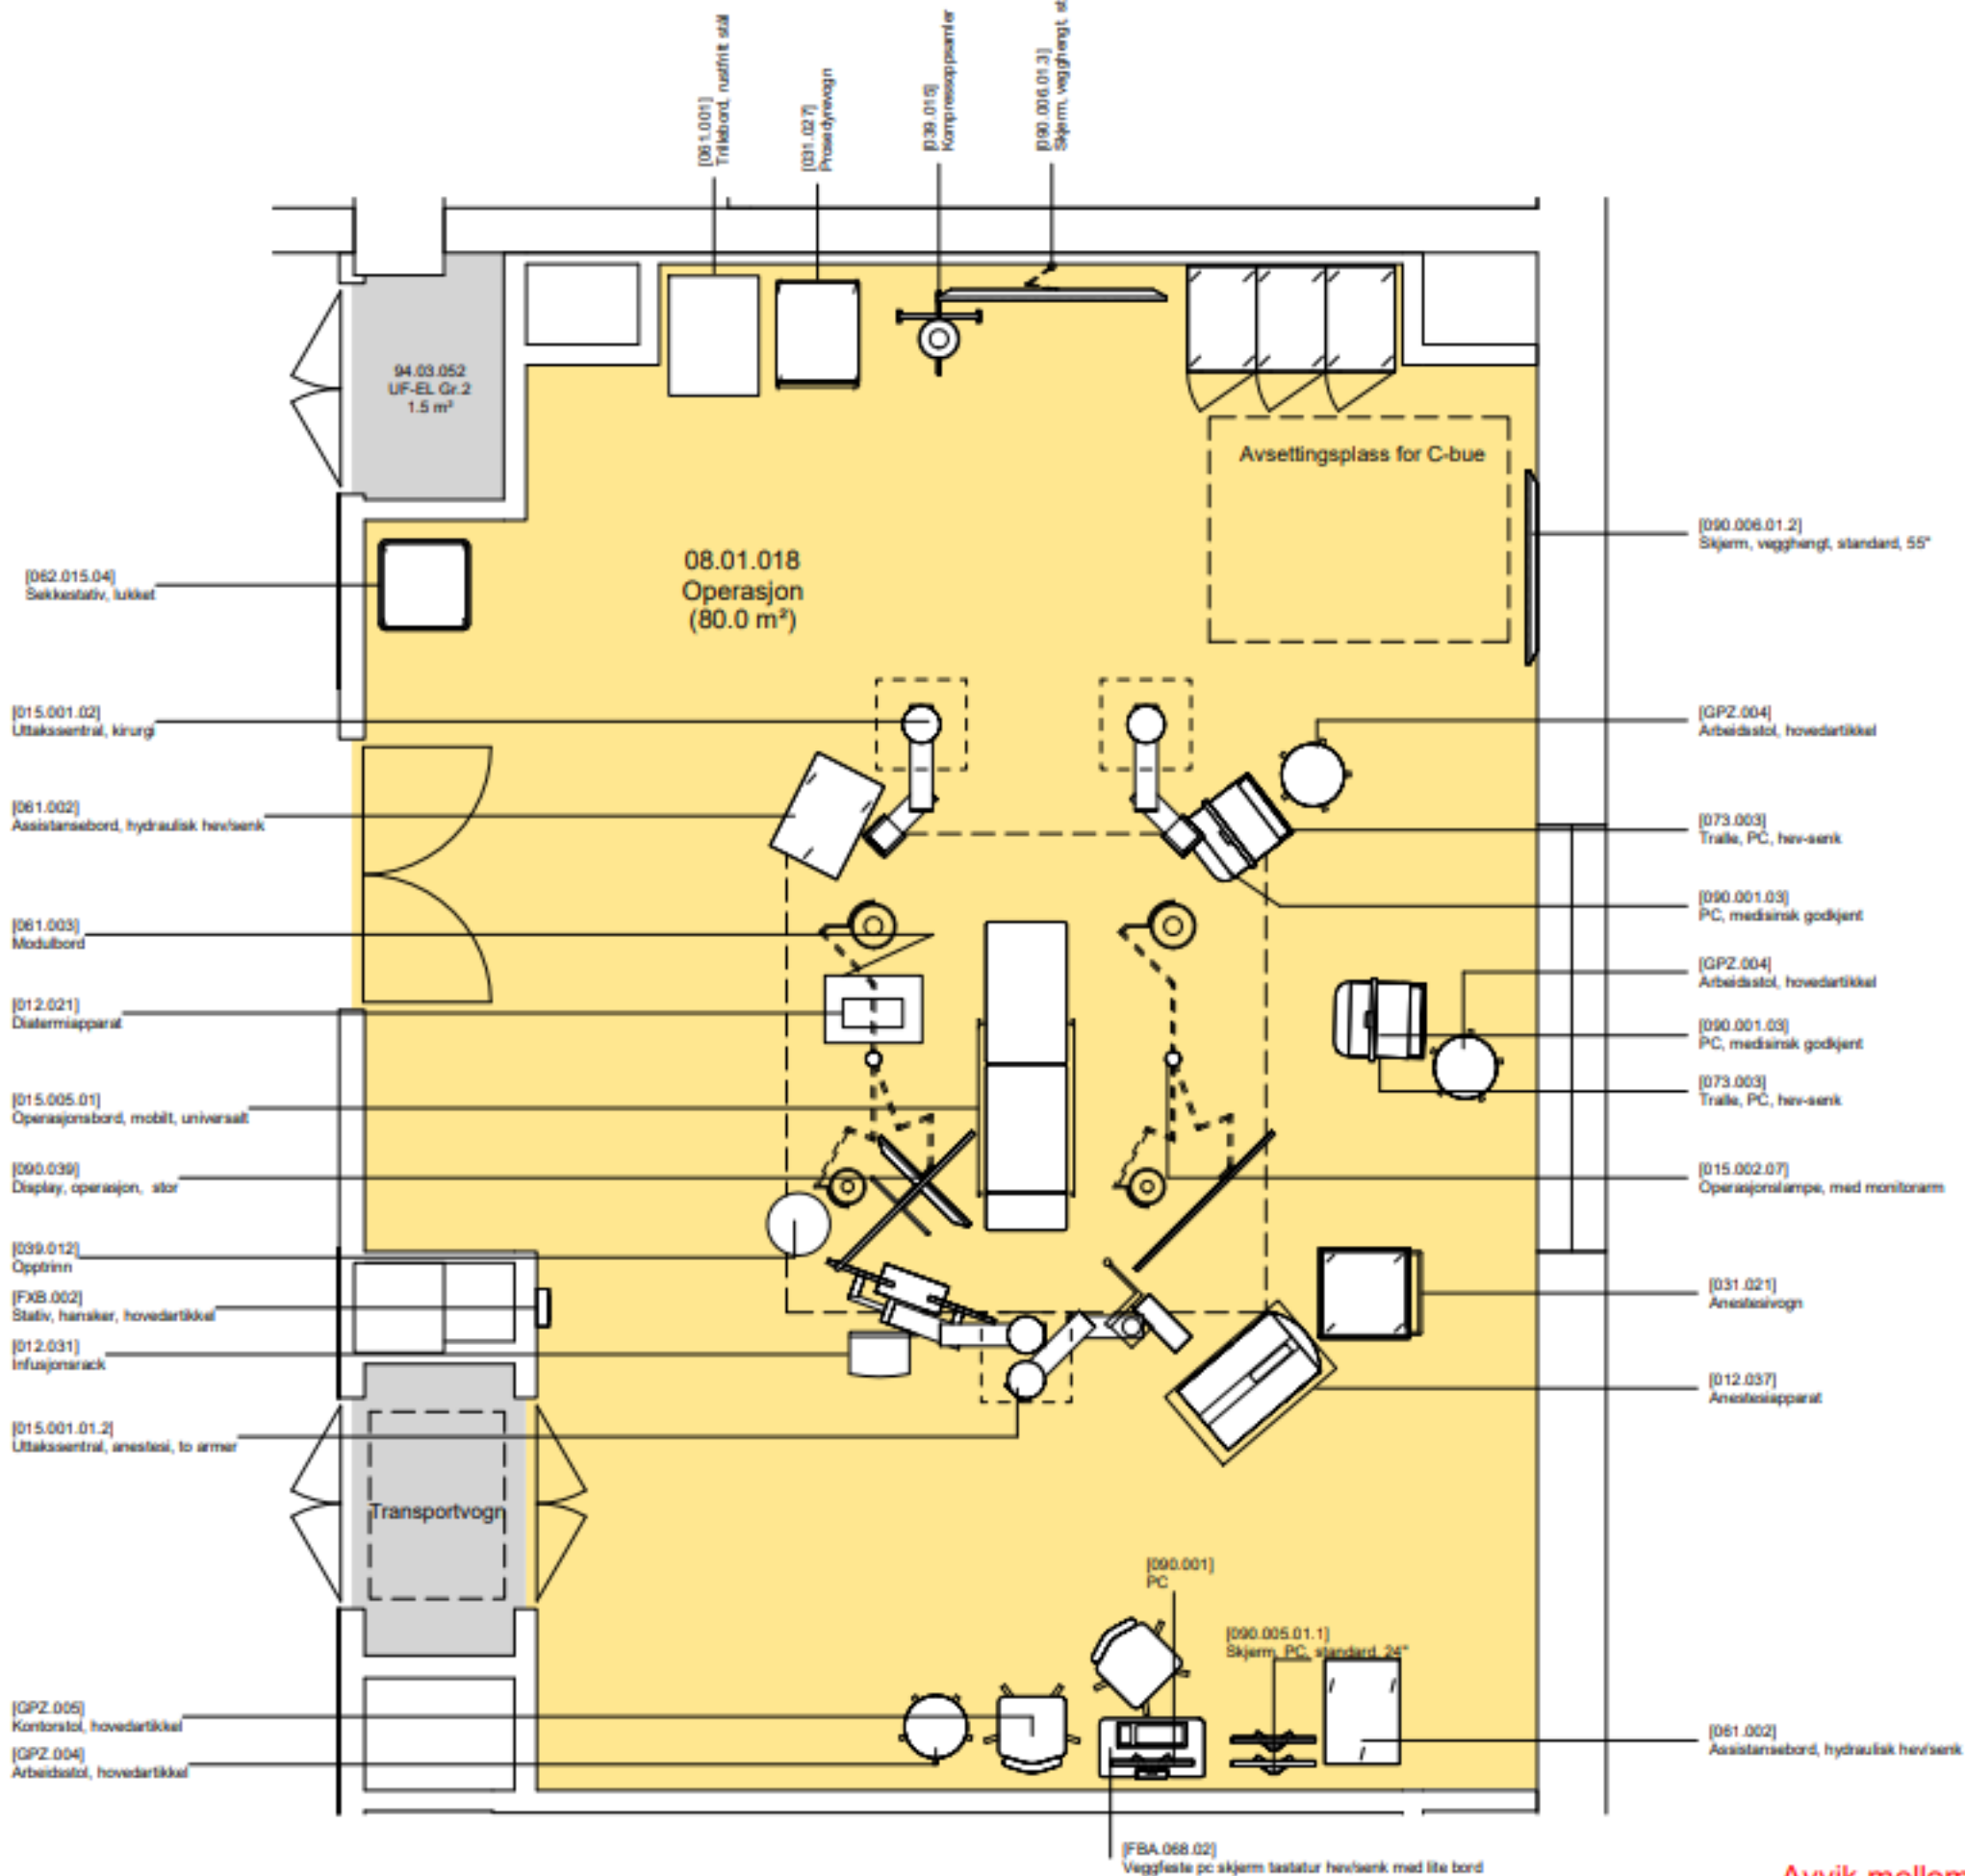 [061.001]
Trillebord, rustfritt stål
[031.027]
Prosedyrevogn
[039.015]
Kompressoppsamler
[090.006.01.3]
Skjerm, vegghengt, st
94.03.052
UF-EL Gr.2
1.5 m²
Avsettingsplass for C-bue
08.01.018
Operasjon
(80.0 m²)
[062.015.04]
Sekkestativ, lukket
[015.001.02]
Uttakssentral, kirurgi
[061.002]
Assistansebord, hydraulisk hev/senk
[061.003]
Modulbord
[012.021]
Diatermiapparat
[015.005.01]
Operasjonsbord, mobilt, universalt
[090.039]
Display, operasjon, stor
[039.012]
Opptrinn
[FXB.002]
Stativ, hansker, hovedartikkel
[012.031]
Infusjonsrack
[015.001.01.2]
Uttakssentral, anestesi, to armer
Transportvogn
[GPZ.005]
Kontorstol, hovedartikkel
[GPZ.004]
Arbeidsstol, hovedartikkel
[090.006.01.2]
Skjerm, vegghengt, standard, 55"
[GPZ.004]
Arbeidsstol, hovedartikkel
[073.003]
Tralle, PC, hev-senk
[090.001.03]
PC, medisinsk godkjent
[GPZ.004]
Arbeidsstol, hovedartikkel
[090.001.03]
PC, medisinsk godkjent
[073.003]
Tralle, PC, hev-senk
[015.002.07]
Operasjonslampe, med monitorarm
[031.021]
Anestesivogn
[012.037]
Anestesiapparat
[090.001]
PC
[090.005.01.1]
Skjerm, PC, standard, 24"
[061.002]
Assistansebord, hydraulisk hev/senk
[FBA.068.02]
Veggfeste pc skjerm tastatur hev/senk med lite bord
Avvik mellom